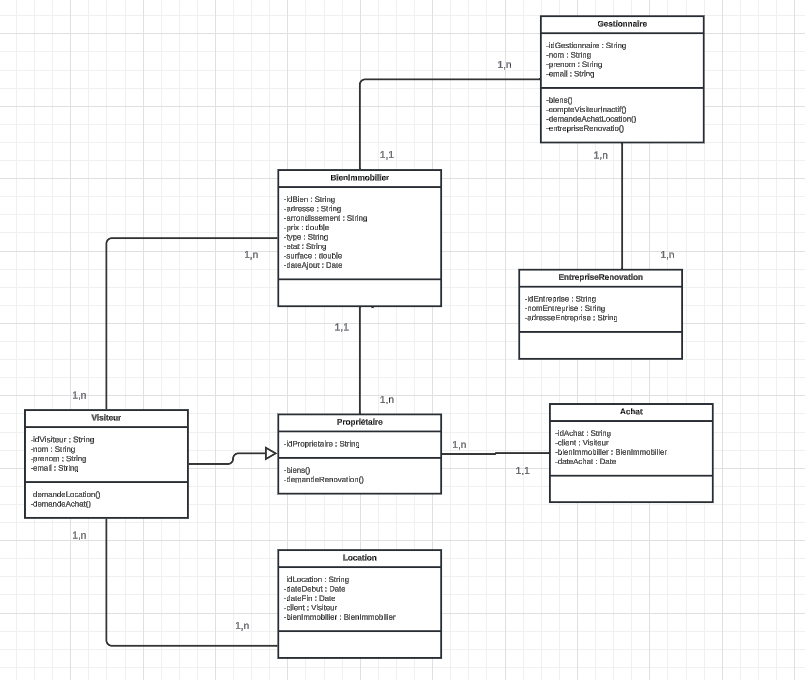 Gestionnaire
-idGestionnaire : String
-nom : String
-prenom : String
-email : String
-biens()
-compteVisiteurInactif()
-demandeAchatLocation()
-entrepriseRenovatio()
1,n
1,1
1,n
BienImmobilier
-idBien : String
-adresse : String
-arrondissement : String
-prix : double
-type : String
-etat : String
-surface : double
-dateAjout : Date
1,n
1,n
EntrepriseRenovation
-idEntreprise : String
-nomEntreprise : String
-adresseEntreprise : String
1,1
1,n
1,n
Visiteur
-idVisiteur : String
-nom : String
-prenom : String
-email : String
demandeLocation()
-demandeAchat()
Propriétaire
-idProprietaire : String
-biens()
-demandeRenovation()
1,n
1,1
Achat
-idAchat : String
-client : Visiteur
-bienImmobilier : BienImmobilier
-dateAchat : Date
1,n
1,n
Location
idLocation : String
-dateDebut : Date
-dateFin : Date
-client : Visiteur
-bienImmobilier : BienImmobilier